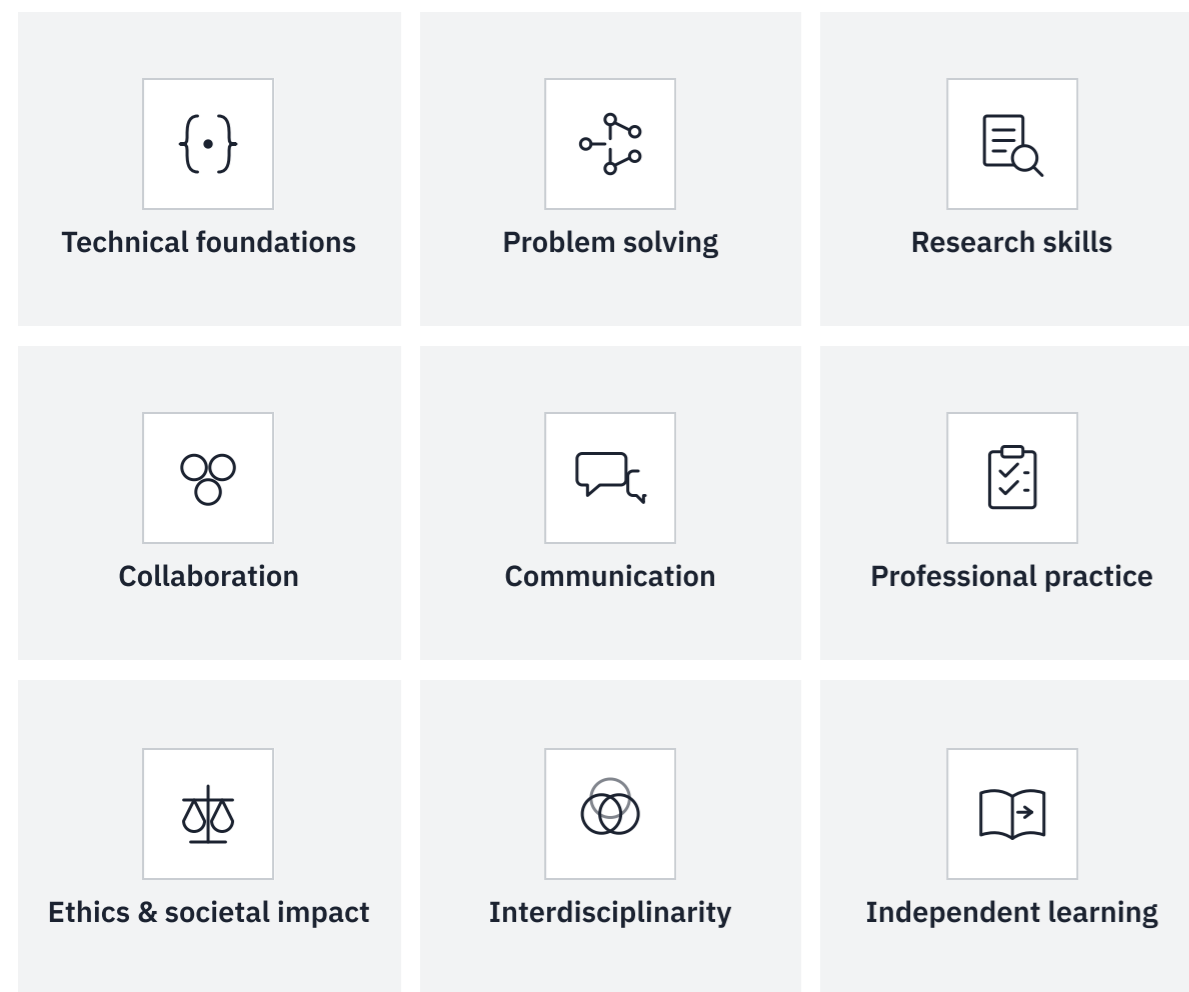 Technical foundations
Problem solving
Research skills
Collaboration
Communication
Professional practice
Ethics & societal impact
Interdisciplinarity
Independent learning